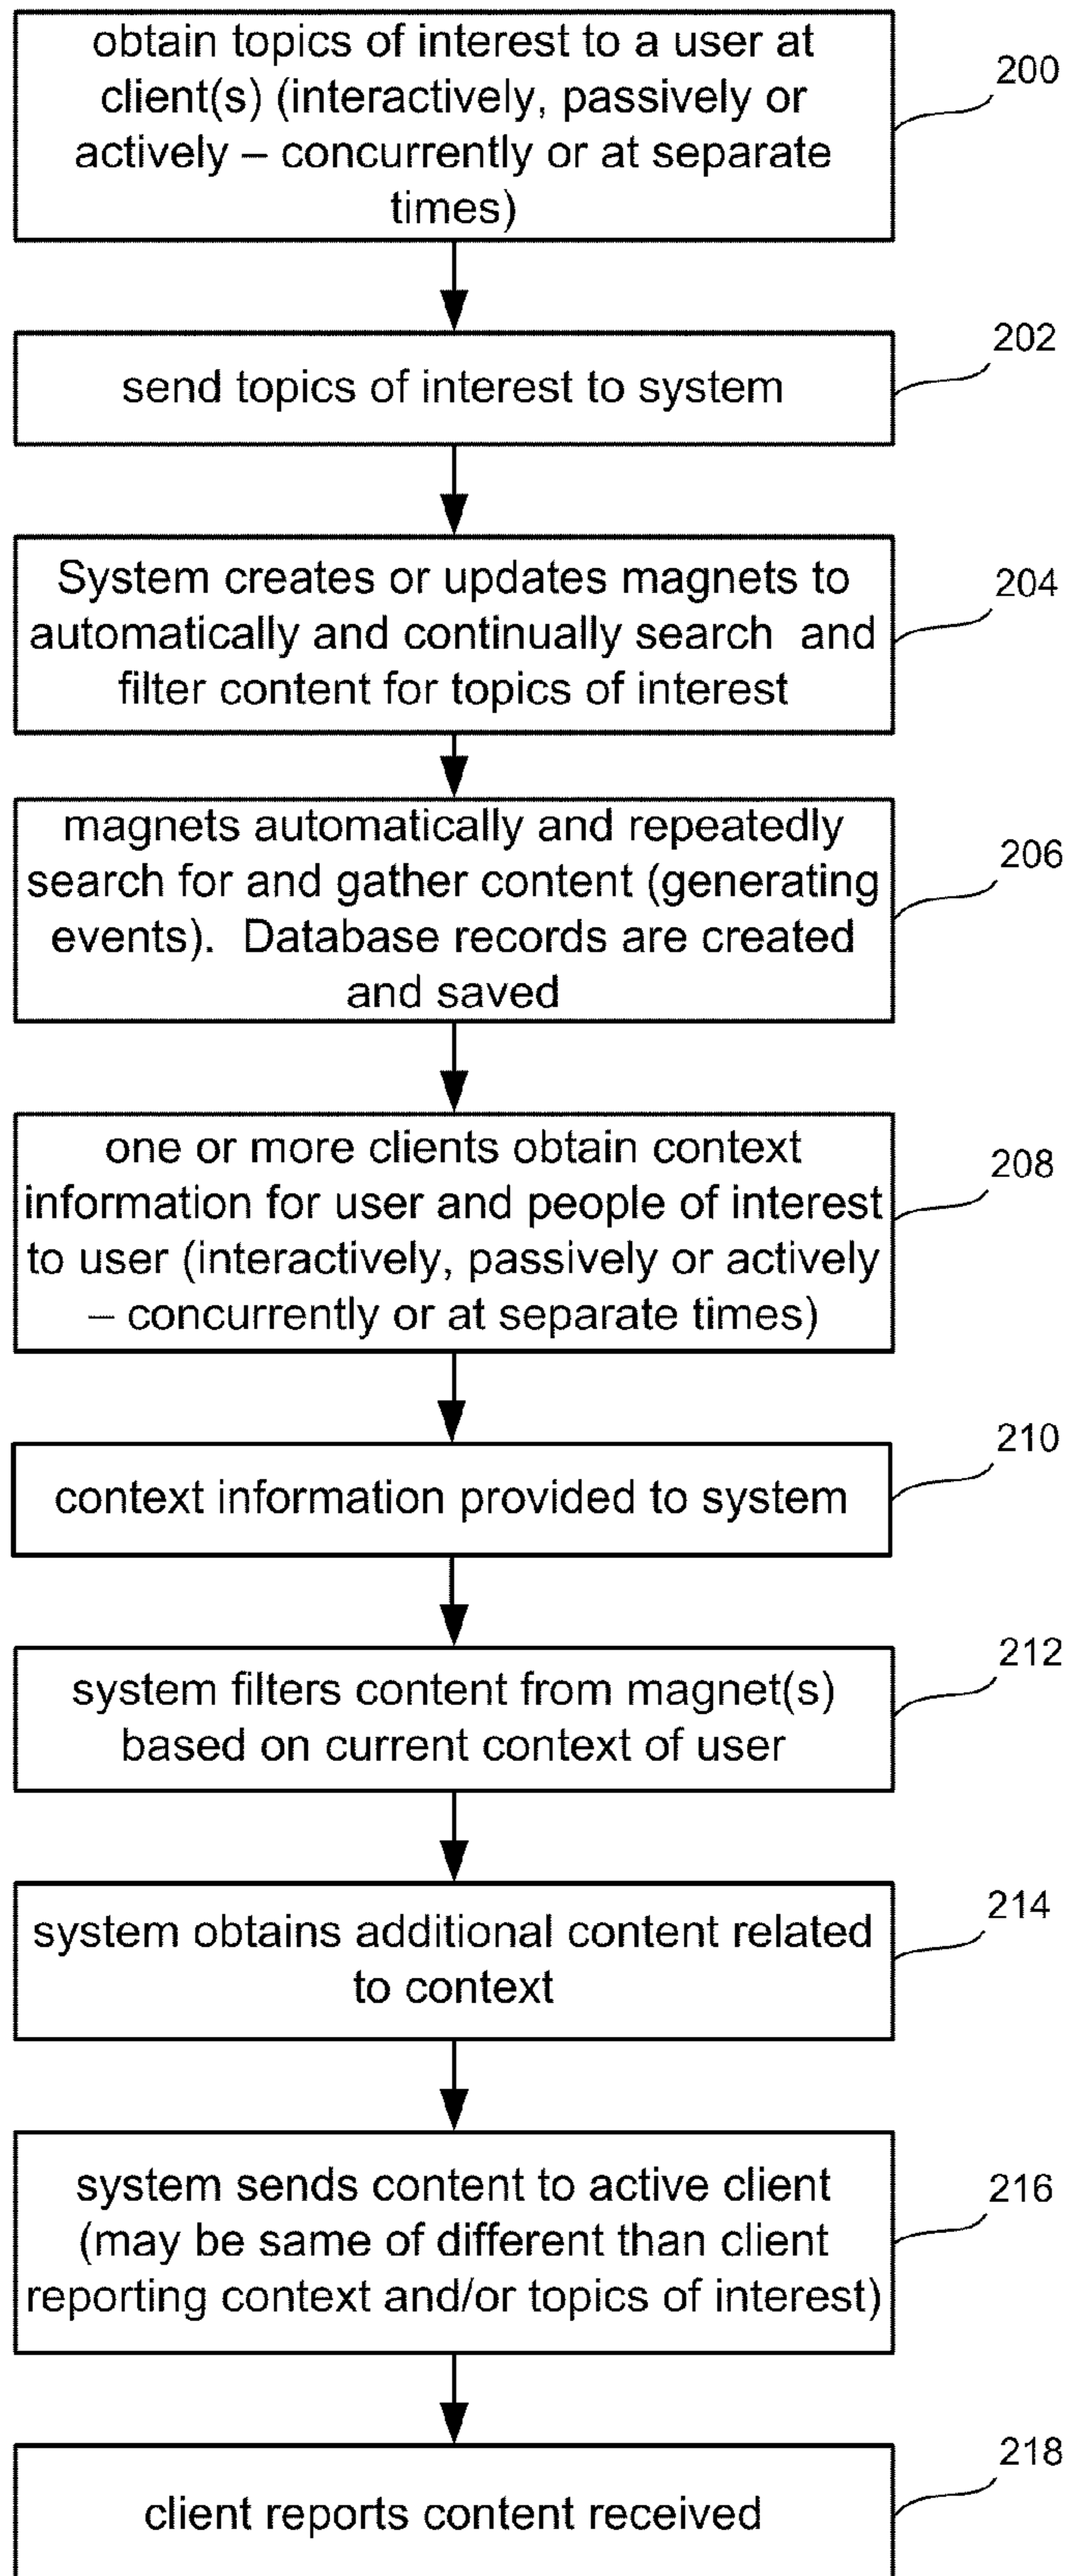 obtain topics of interest to a user at
client(s) (interactively, passively or
actively – concurrently or at separate
times)
200
send topics of interest to system
202
System creates or updates magnets to
automatically and continually search and
filter content for topics of interest
204
magnets automatically and repeatedly
search for and gather content (generating
events). Database records are created
and saved
206
one or more clients obtain context
information for user and people of interest
to user (interactively, passively or actively
– concurrently or at separate times)
208
context information provided to system
210
system filters content from magnet(s)
based on current context of user
212
system obtains additional content related
to context
214
system sends content to active client
(may be same of different than client
reporting context and/or topics of interest)
216
client reports content received
218